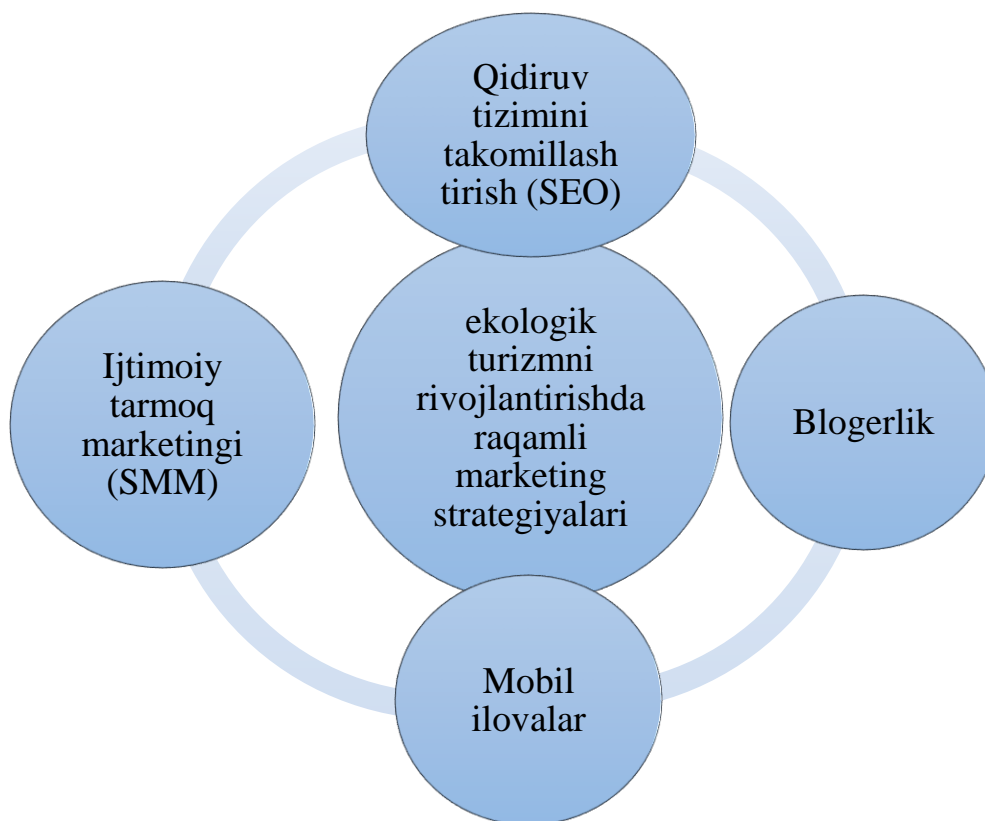 Qidiruv
tizimini
takomillash
tirish (SEO)
ekologik
turizmni
rivojlantirishda
raqamli
marketing
strategiyalari
Ijtimoiy
tarmoq
marketingi
(SMM)
Blogerlik
Mobil
ilovalar